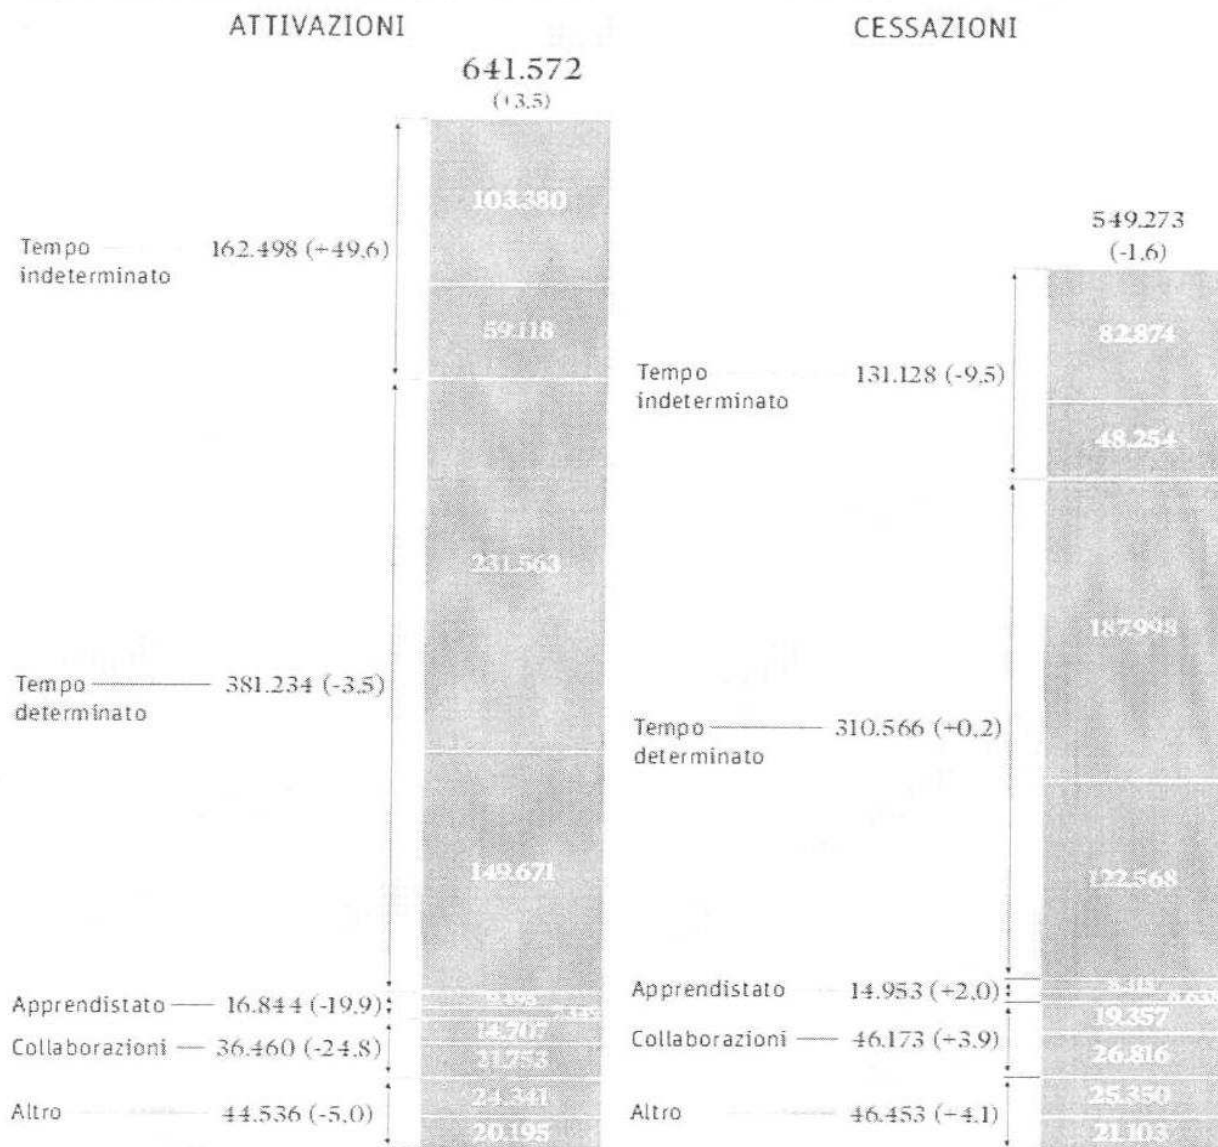 ATTIVAZIONI
641.572
(+3.5)
103.380
Tempo indeterminato 162.498 (+49,6)
59.118
231.563
Tempo determinato 381.234 (-3.5)
149.671
Apprendistato 16.844 (-19.9)
14.707
Collaborazioni 36.460 (-24.8)
21.753
24.341
Altro 44.536 (-5,0)
20.195
CESSAZIONI
549.273
(-1,6)
82.874
Tempo indeterminato 131.128 (-9,5)
48.254
187.998
Tempo determinato 310.566 (+0,2)
122.568
Apprendistato 14.953 (+2,0)
19.357
Collaborazioni 46.173 (+3.9)
26.816
25.350
Altro 46.453 (+4.1)
21.103